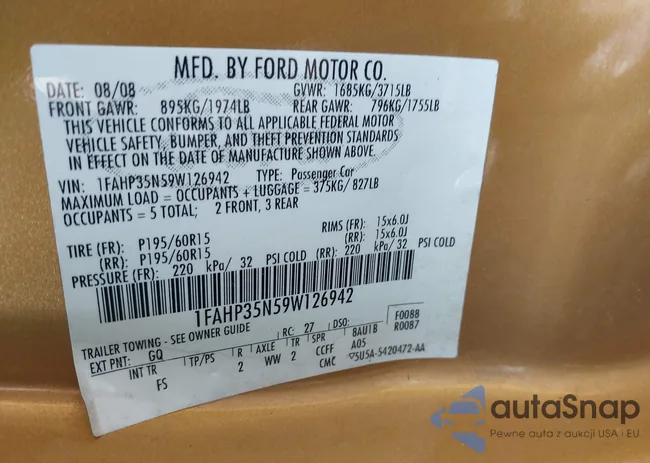 MFD. BY FORD MOTOR CO.
DATE: 08/08 GVWR: 1685KG/3715LB
FRONT GAWR: 895KG/1974LB REAR GAWR: 796KG/1755LB
THIS VEHICLE CONFORMS TO ALL APPLICABLE FEDERAL MOTOR
VEHICLE SAFETY, BUMPER, AND THEFT PREVENTION STANDARDS
IN EFFECT ON THE DATE OF MANUFACTURE SHOWN ABOVE.
VIN: 1FAHP35N59W126942 TYPE: Passenger Car
MAXIMUM LOAD = OCCUPANTS + LUGGAGE = 375KG/ 827LB
OCCUPANTS = 5 TOTAL; 2 FRONT, 3 REAR
TIRE (FR): P195/60R15 RIMS (FR): 15x6.0J
(RR): P195/60R15 (RR): 15x6.0J
PRESSURE (FR): 220 kPa/ 32 PSI COLD (RR): 220 kPa/ 32 PSI COLD
1FAHP35N59W126942
TRAILER TOWING - SEE OWNER GUIDE RC: 27 DSO: F0088
EXT PNT: GQ 8AU1B R0087
INT TR TP/PS R AXLE TR SPR A05
FS 2 WW 2 CCFF
CMC 5U5A-5420472-AA
autaSnap
Pewne auta z aukcji USA i EU